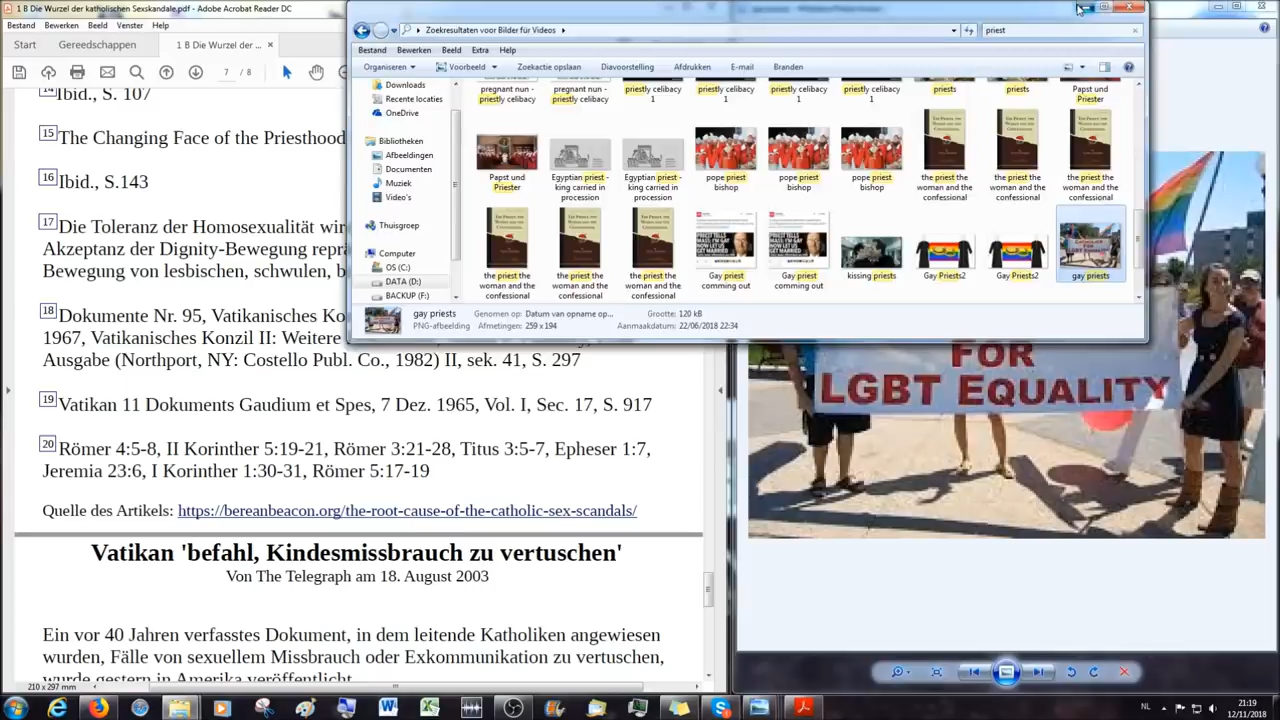 1 B Die Wurzel der katholischen Sexskandale.pdf - Adobe Acrobat Reader DC
Bestand Bewerken Beeld Venster Help
Start Gereedschappen 1 B Die Wurzel der ... ×
7 / 8
14 Ibid., S. 107
15 The Changing Face of the Priesthood
16 Ibid., S.143
17 Die Toleranz der Homosexualität wi
Akzentanz der Dignity-Bewegung repr
Bewegung von lesbischen, schwulen, b
18 Dokumente Nr. 95, Vatikanisches Ko
1967, Vatikanisches Konzil II: Weitere
Ausgabe (Northport, NY: Costello Publ. Co., 1982) II, sek. 41, S. 297
19 Vatikan 11 Dokuments Gaudium et Spes, 7 Dez. 1965, Vol. I, Sec. 17, S. 917
20 Römer 4:5-8, II Korinther 5:19-21, Römer 3:21-28, Titus 3:5-7, Epheser 1:7,
Jeremia 23:6, I Korinther 1:30-31, Römer 5:17-19
Quelle des Artikels: https://bereanbeacon.org/the-root-cause-of-the-catholic-sex-scandals/
Vatikan 'befahl, Kindesmissbrauch zu vertuschen'
Von The Telegraph am 18. August 2003
Ein vor 40 Jahren verfasstes Dokument, in dem leitende Katholiken angewiesen
wurden, Fälle von sexuellem Missbrauch oder Exkommunikation zu vertuschen,
wurde gestern in Amerika veröffentlicht
210 x 297 mm
Zoekresultaten voor Bilder für Videos
priest
Bestand Bewerken Beeld Extra Help
Organiseren Voorbeeld Zoekactie opslaan Diavoorstelling Afdrukken E-mail Branden
Downloads
Recente locaties
OneDrive
Bibliotheken
Afbeeldingen
Documenten
Muziek
Video's
Thuisgroep
Computer
OS (C:)
DATA (D:)
BACKUP (F:)
pregnant nun - priestly celibacy
pregnant nun - priestly celibacy
priestly celibacy 1
priestly celibacy 1
priestly celibacy 1
priestly celibacy 1
priests
priests
Papst und Priester
Papst und Priester
Egyptian priest - king carried in procession
Egyptian priest - king carried in procession
pope priest bishop
pope priest bishop
pope priest bishop
the priest the woman and the confessional
the priest the woman and the confessional
the priest the woman and the confessional
the priest the woman and the confessional
the priest the woman and the confessional
the priest the woman and the confessional
Gay priest comming out
Gay priest comming out
kissing priests
Gay Priests2
Gay Priests2
gay priests
gay priests
PNG-afbeelding
Genomen op: Datum van opname op...
Afmetingen: 259 x 194
Grootte: 120 kB
Aanmaakdatum: 22/06/2018 22:34
FOR
LGBT EQUALITY
NL
21:19
12/11/2018